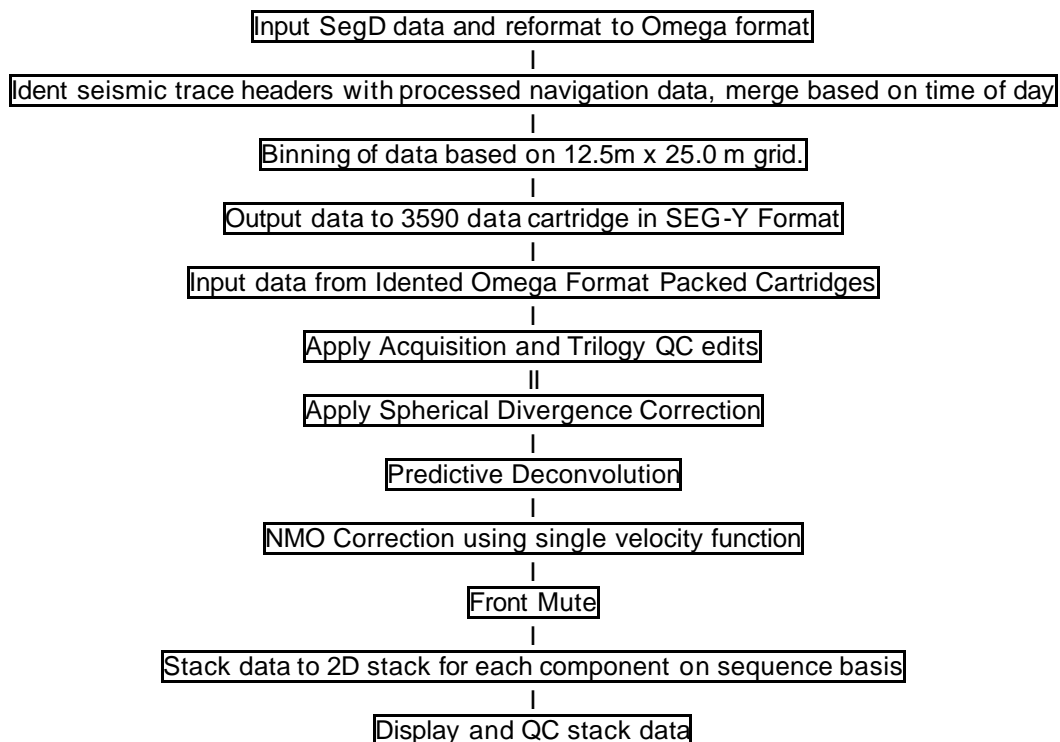 Input SegD data and reformat to Omega format
I
Ident seismic trace headers with processed navigation data, merge based on time of day
I
Binning of data based on 12.5m x 25.0 m grid.
I
Output data to 3590 data cartridge in SEG-Y Format
I
Input data from Idented Omega Format Packed Cartridges
I
Apply Acquisition and Trilogy QC edits
II
Apply Spherical Divergence Correction
I
Predictive Deconvolution
I
NMO Correction using single velocity function
I
Front Mute
I
Stack data to 2D stack for each component on sequence basis
I
Display and QC stack data